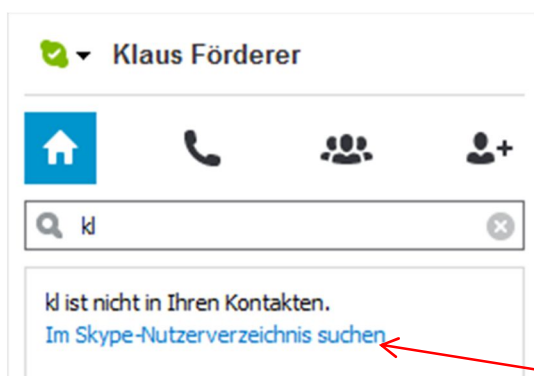 Klaus Förderer
kl
kl ist nicht in Ihren Kontakten.
Im Skype-Nutzerverzeichnis suchen